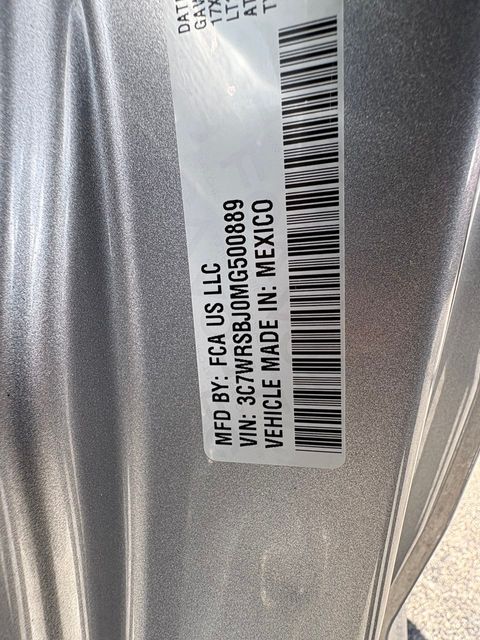 MFD BY: FCA US LLC
VIN: 3C7WRSBJ0MG500889
VEHICLE MADE IN: MEXICO